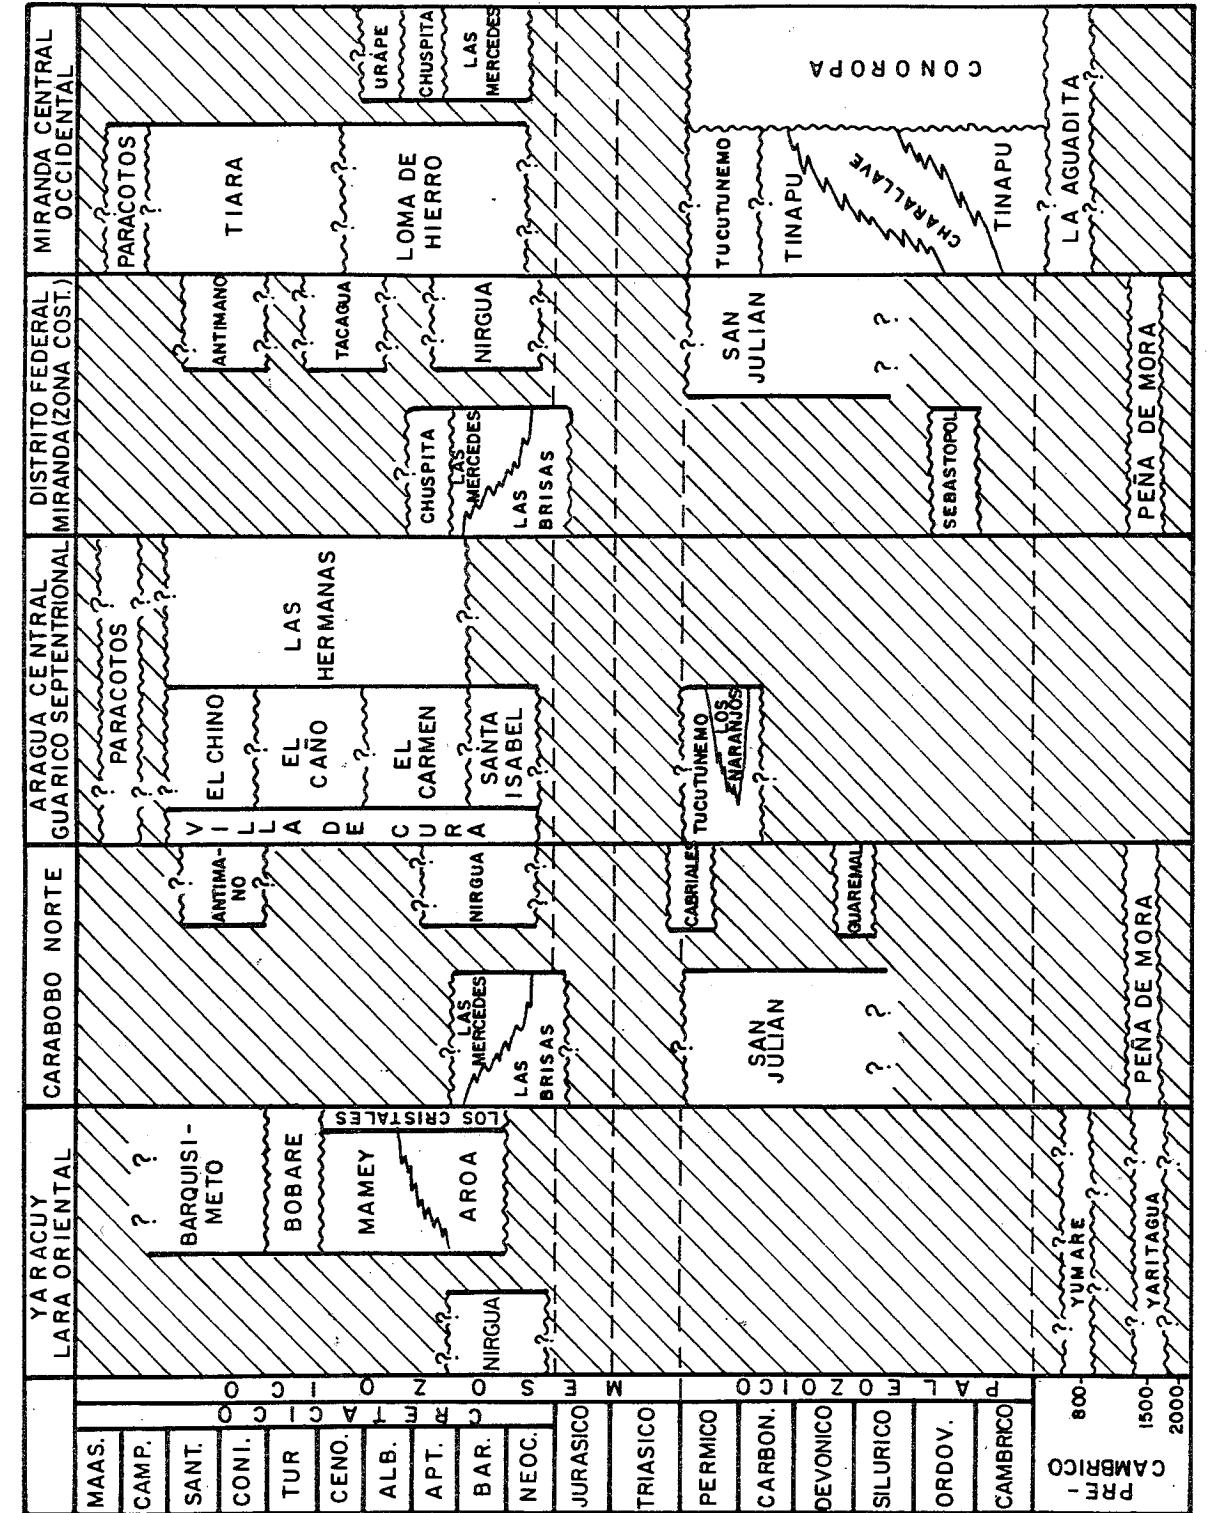 YARACUY
LARA ORIENTAL
CARABOBO NORTE
ARAGUA CENTRAL
GUARICO SEPTENTRIONAL
DISTRITO FEDERAL
MIRANDA (ZONA COST.)
MIRANDA CENTRAL
OCCIDENTAL
PRE-
CAMBRICO
PALEOZOICO
MESOZOICO
CRETACICO
MAAS.
CAMP.
SANT.
CONI.
TUR
CENO.
ALB.
APT.
BAR.
NEOC.
JURASICO
TRIASICO
PERMICO
CARBON.
DEVONICO
SILURICO
ORDOV.
CAMBRICO
800
1500
2000
? ?
BARQUISI-
METO
BOBARE
MAMEY
AROA
LOS CRISTALES
NIRGUA
YUMARE
YARITAGUA
ANTIMA-
NO
NIRGUA
LAS
MERCEDES
LAS
BRISAS
CABRIALES
GUAREMAL
SAN
JULIAN
? ?
PEÑA DE MORA
PARACOTOS
VILLA DE CURA
EL CHINO
EL
CAÑO
EL
CARMEN
SANTA
ISABEL
LAS
HERMANAS
TUCUTUNEMO
LOS
NARANJOS
ANTIMANO
TACAGUA
NIRGUA
CHUSPITA
LAS
MERCEDES
LAS
BRISAS
SAN
JULIAN
? ?
SEBASTOPOL
PEÑA DE MORA
PARACOTOS
TIARA
LOMA DE
HIERRO
URAPE
CHUSPITA
LAS
MERCEDES
TUCUTUNEMO
TINAPU
CHARALLAVE
TINAPU
CONOROPA
LA AGUADITA